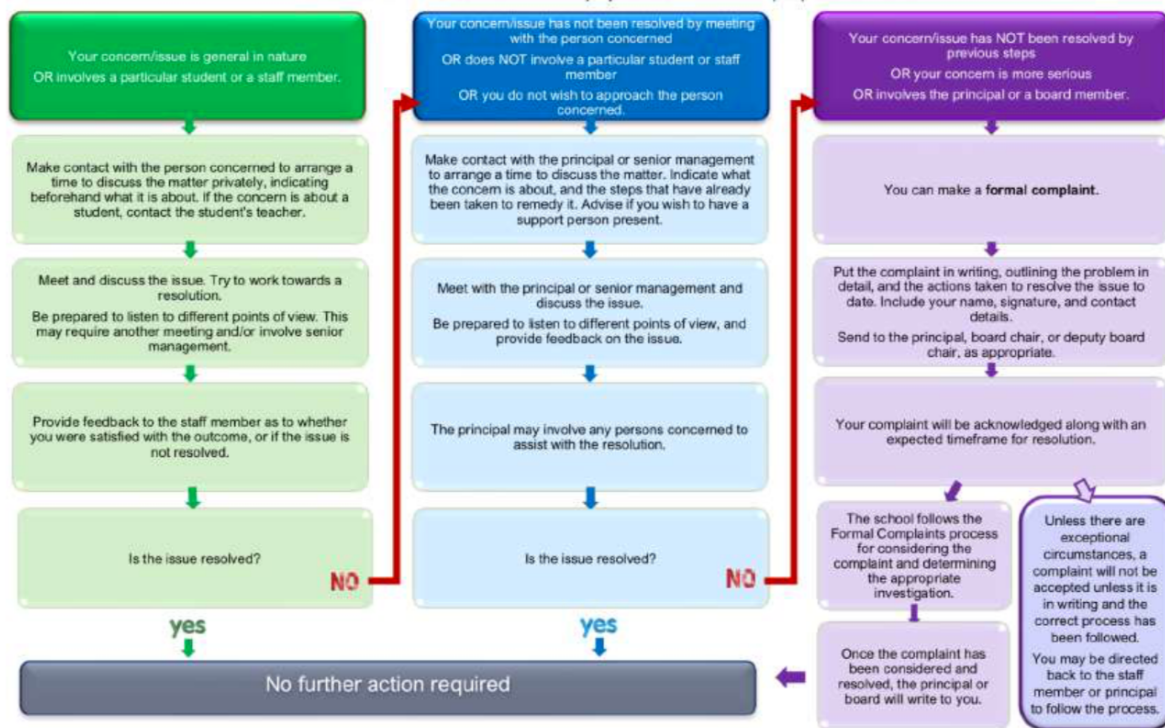 Your concern/issue is general in nature
OR involves a particular student or a staff member.
Make contact with the person concerned to arrange a
time to discuss the matter privately, indicating
beforehand what it is about. If the concern is about a
student, contact the student's teacher.
Meet and discuss the issue. Try to work towards a
resolution.
Be prepared to listen to different points of view. This
may require another meeting and/or involve senior
management.
Provide feedback to the staff member as to whether
you were satisfied with the outcome, or if the issue is
not resolved.
Is the issue resolved?
NO
yes
Your concern/issue has not been resolved by meeting
with the person concerned
OR does NOT involve a particular student or staff
member
OR you do not wish to approach the person
concerned.
Make contact with the principal or senior management
to arrange a time to discuss the matter. Indicate what
the concern is about, and the steps that have already
been taken to remedy it. Advise if you wish to have a
support person present.
Meet with the principal or senior management and
discuss the issue.
Be prepared to listen to different points of view, and
provide feedback on the issue.
The principal may involve any persons concerned to
assist with the resolution.
Is the issue resolved?
NO
yes
Your concern/issue has NOT been resolved by
previous steps
OR your concern is more serious
OR involves the principal or a board member.
You can make a formal complaint.
Put the complaint in writing, outlining the problem in
detail, and the actions taken to resolve the issue to
date. Include your name, signature, and contact
details.
Send to the principal, board chair, or deputy board
chair, as appropriate.
Your complaint will be acknowledged along with an
expected timeframe for resolution.
The school follows the
Formal Complaints process
for considering the
complaint and determining
the appropriate
investigation.
Once the complaint has
been considered and
resolved, the principal or
board will write to you.
Unless there are
exceptional
circumstances, a
complaint will not be
accepted unless it is
in writing and the
correct process has
been followed.
You may be directed
back to the staff
member or principal
to follow the process.
No further action required